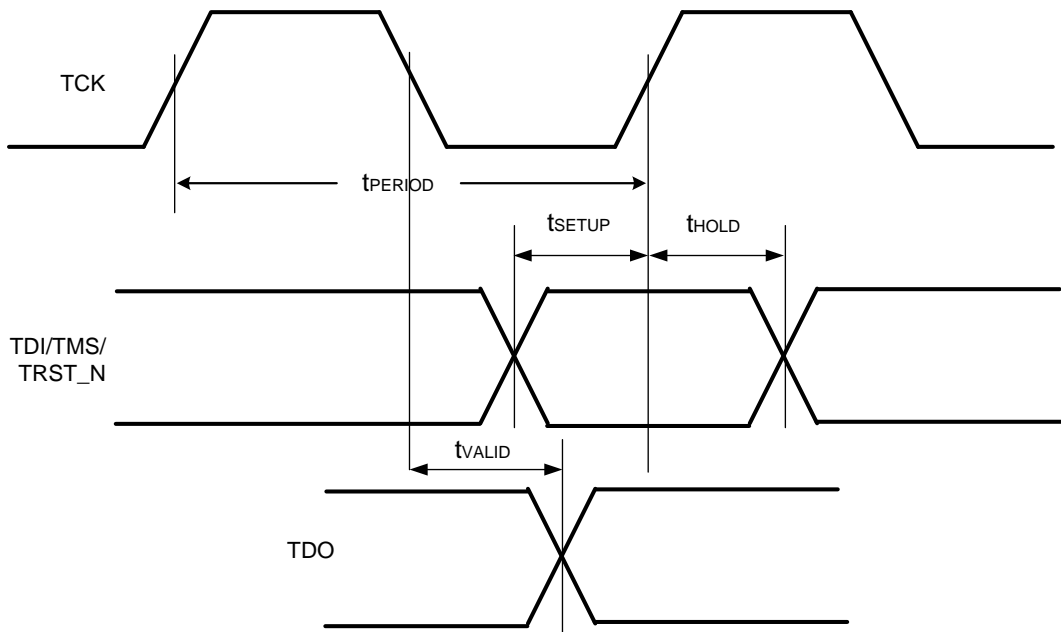 TCK
tPERIOD
tSETUP
tHOLD
TDI/TMS/
TRST_N
tVALID
TDO